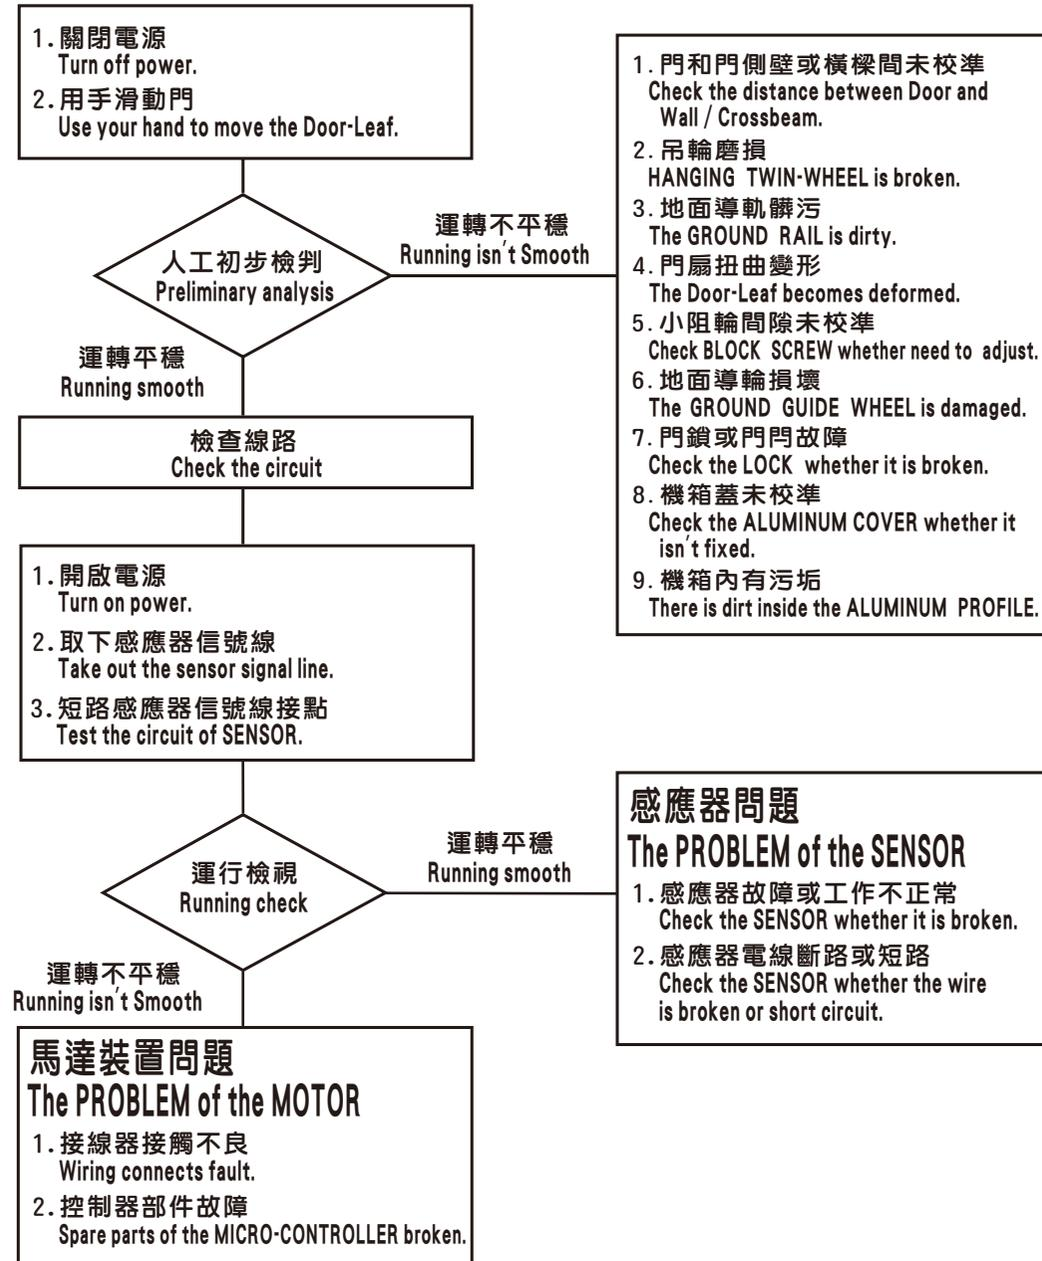 1.關閉電源
Turn off power.
2.用手滑動門
Use your hand to move the Door-Leaf.
人工初步檢判
Preliminary analysis
運轉不平穩
Running isn't Smooth
1.門和門側壁或橫樑間未校準
Check the distance between Door and
Wall / Crossbeam.
2.吊輪磨損
HANGING TWIN-WHEEL is broken.
3.地面導軌髒污
The GROUND RAIL is dirty.
4.門扇扭曲變形
The Door-Leaf becomes deformed.
5.小阻輪間隙未校準
Check BLOCK SCREW whether need to adjust.
6.地面導輪損壞
The GROUND GUIDE WHEEL is damaged.
7.門鎖或門閂故障
Check the LOCK whether it is broken.
8.機箱蓋未校準
Check the ALUMINUM COVER whether it
isn't fixed.
9.機箱內有污垢
There is dirt inside the ALUMINUM PROFILE.
運轉平穩
Running smooth
檢查線路
Check the circuit
1.開啟電源
Turn on power.
2.取下感應器信號線
Take out the sensor signal line.
3.短路感應器信號線接點
Test the circuit of SENSOR.
運行檢視
Running check
運轉平穩
Running smooth
感應器問題
The PROBLEM of the SENSOR
1.感應器故障或工作不正常
Check the SENSOR whether it is broken.
2.感應器電線斷路或短路
Check the SENSOR whether the wire
is broken or short circuit.
運轉不平穩
Running isn't Smooth
馬達裝置問題
The PROBLEM of the MOTOR
1.接線器接觸不良
Wiring connects fault.
2.控制器部件故障
Spare parts of the MICRO-CONTROLLER broken.